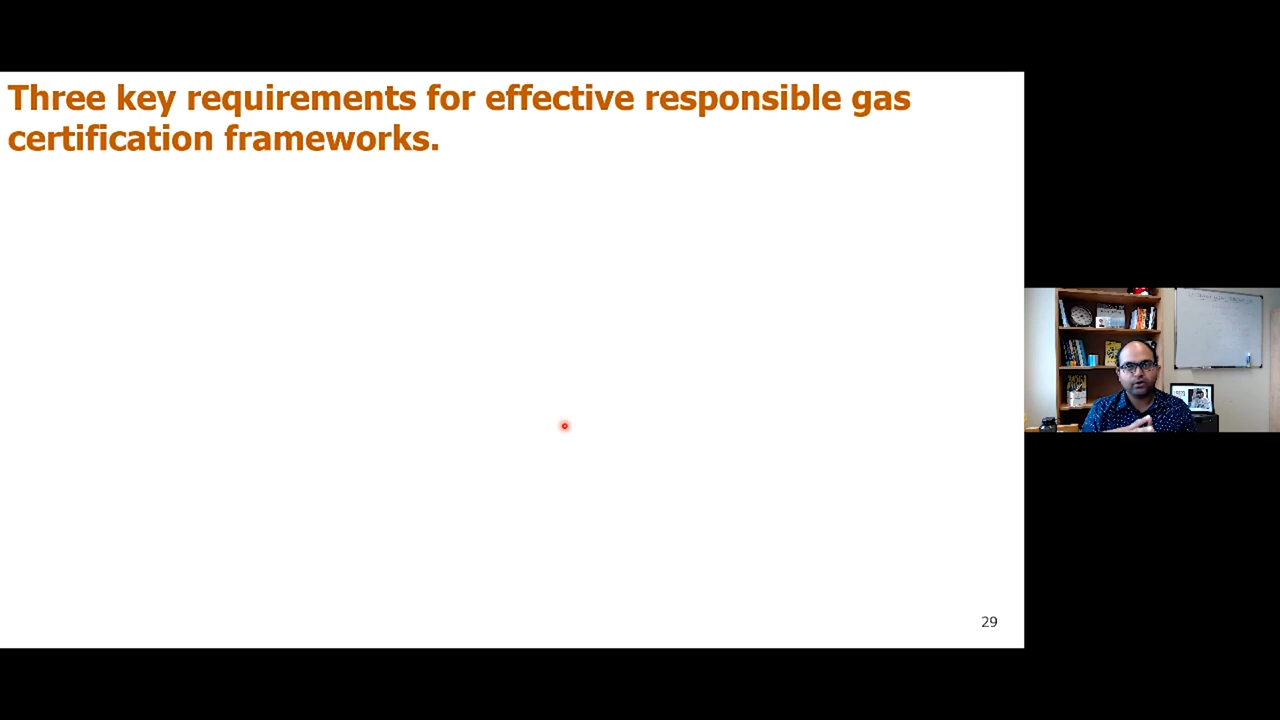 Three key requirements for effective responsible gas
certification frameworks.
29